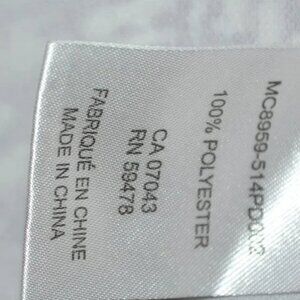 100% POLYESTER
CA 07043
RN 59478
FABRIQUÉ EN CHINE
MADE IN CHINA